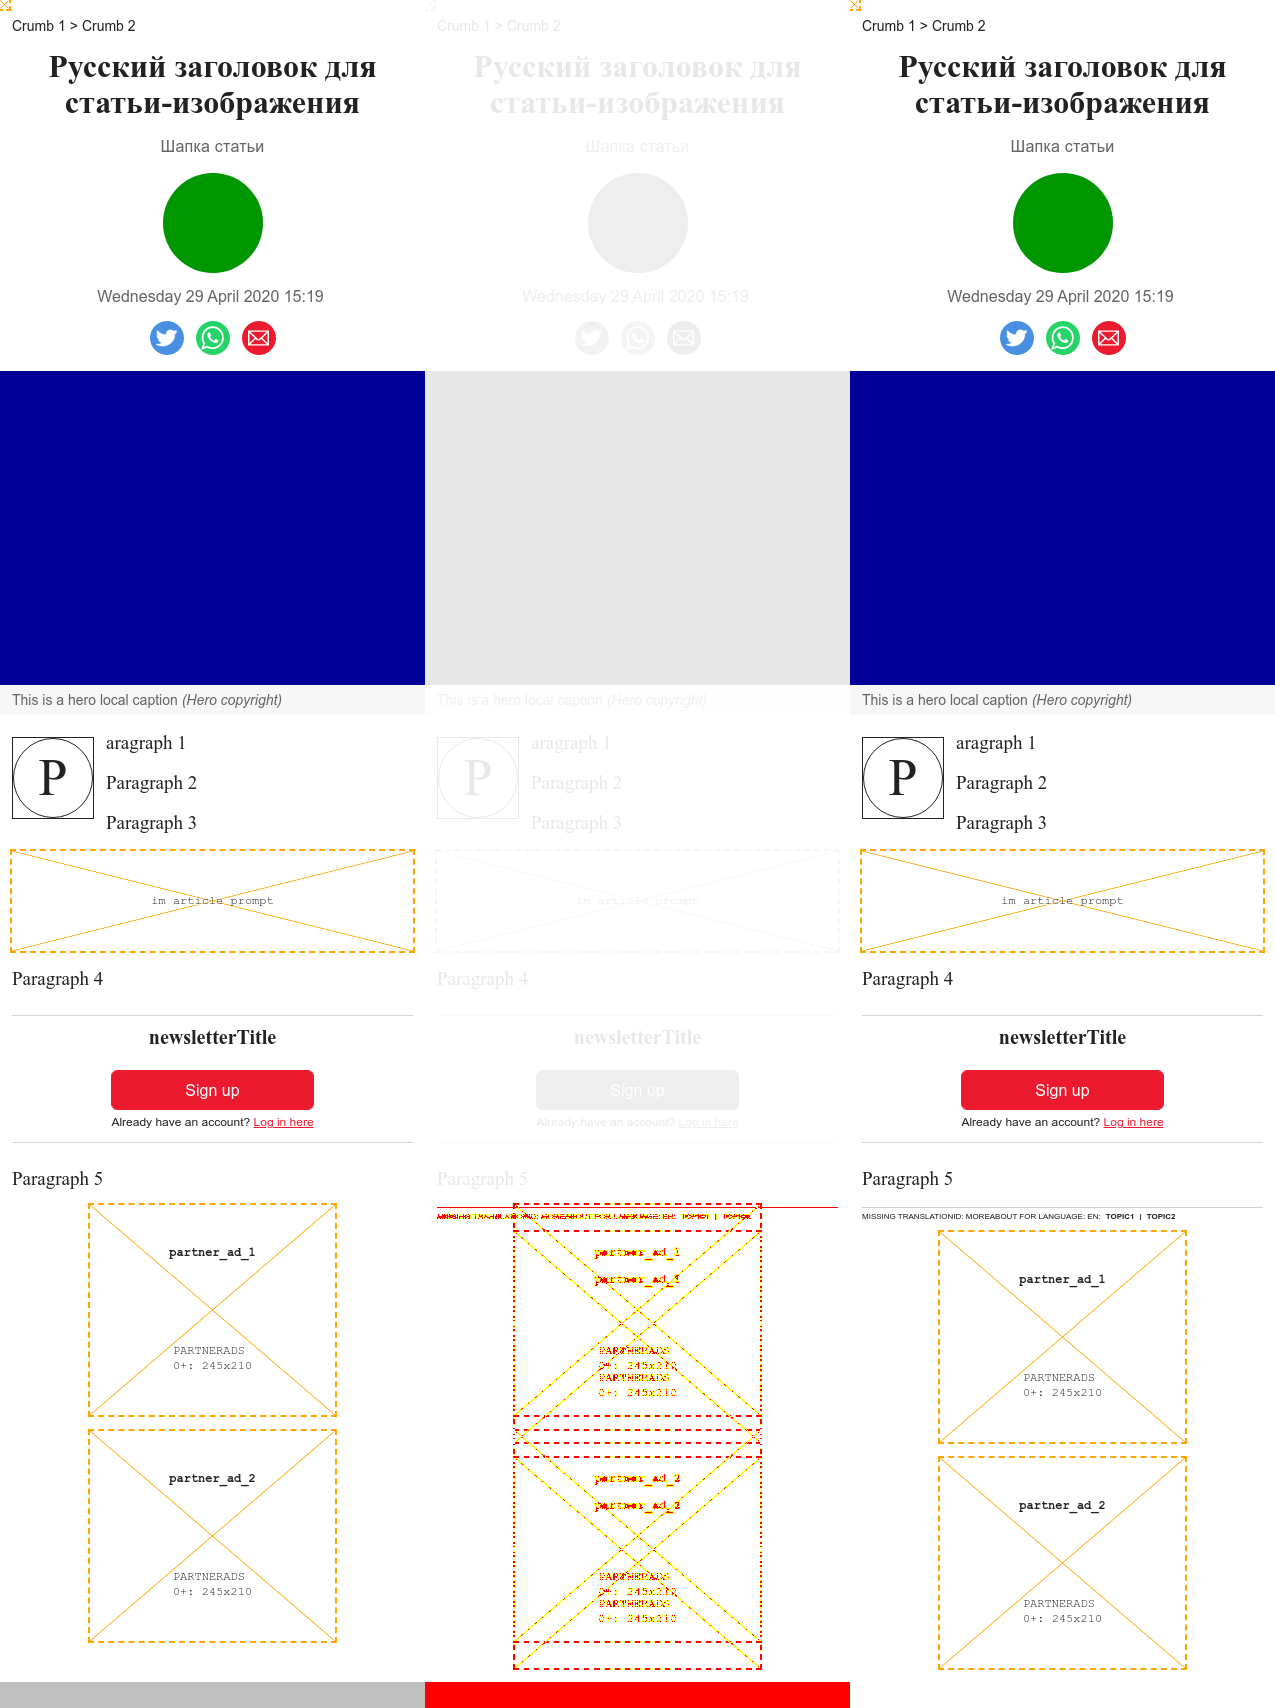 Crumb 1 > Crumb 2
Русский заголовок для
статьи-изображения
Шапка статьи
Wednesday 29 April 2020 15:19
This is a hero local caption (Hero copyright)
P
aragraph 1
Paragraph 2
Paragraph 3
im article prompt
Paragraph 4
newsletterTitle
Sign up
Already have an account? Log in here
Paragraph 5
partner_ad_1
PARTNERADS
0+: 245x210
partner_ad_2
PARTNERADS
0+: 245x210
Crumb 1 > Crumb 2
Русский заголовок для
статьи-изображения
Шапка статьи
Wednesday 29 April 2020 15:19
This is a hero local caption (Hero copyright)
P
aragraph 1
Paragraph 2
Paragraph 3
im article prompt
Paragraph 4
newsletterTitle
Sign up
Already have an account? Log in here
Paragraph 5
partner_ad_1
partner_ad_1
PARTNERADS
0+: 245x210
PARTNERADS
0+: 245x210
partner_ad_2
partner_ad_2
PARTNERADS
0+: 245x210
PARTNERADS
0+: 245x210
Crumb 1 > Crumb 2
Русский заголовок для
статьи-изображения
Шапка статьи
Wednesday 29 April 2020 15:19
This is a hero local caption (Hero copyright)
P
aragraph 1
Paragraph 2
Paragraph 3
im article prompt
Paragraph 4
newsletterTitle
Sign up
Already have an account? Log in here
Paragraph 5
MISSING TRANSLATIONID: MOREABOUT FOR LANGUAGE: EN: TOPIC1 | TOPIC2
partner_ad_1
PARTNERADS
0+: 245x210
partner_ad_2
PARTNERADS
0+: 245x210